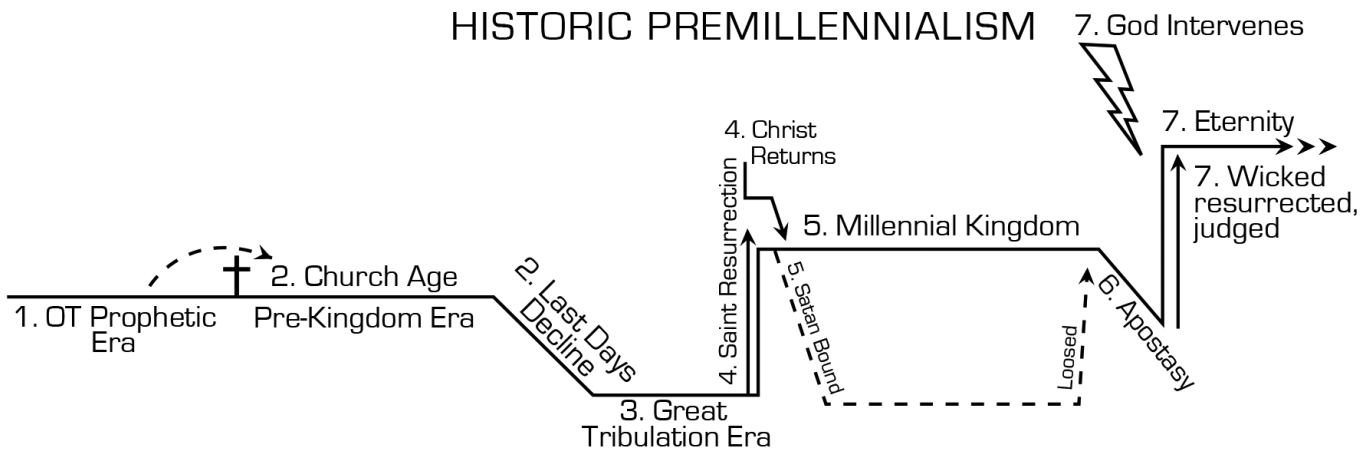 HISTORIC PREMILLENNIALISM
7. God Intervenes
4. Christ
Returns
7. Eternity
7. Wicked
resurrected,
judged
4. Saint Resurrection
5. Millennial Kingdom
2. Church Age
1. OT Prophetic
Era
Pre-Kingdom Era
2. Last Days
Decline
3. Great
Tribulation Era
5. Satan Bound
Loosed
6. Apostasy